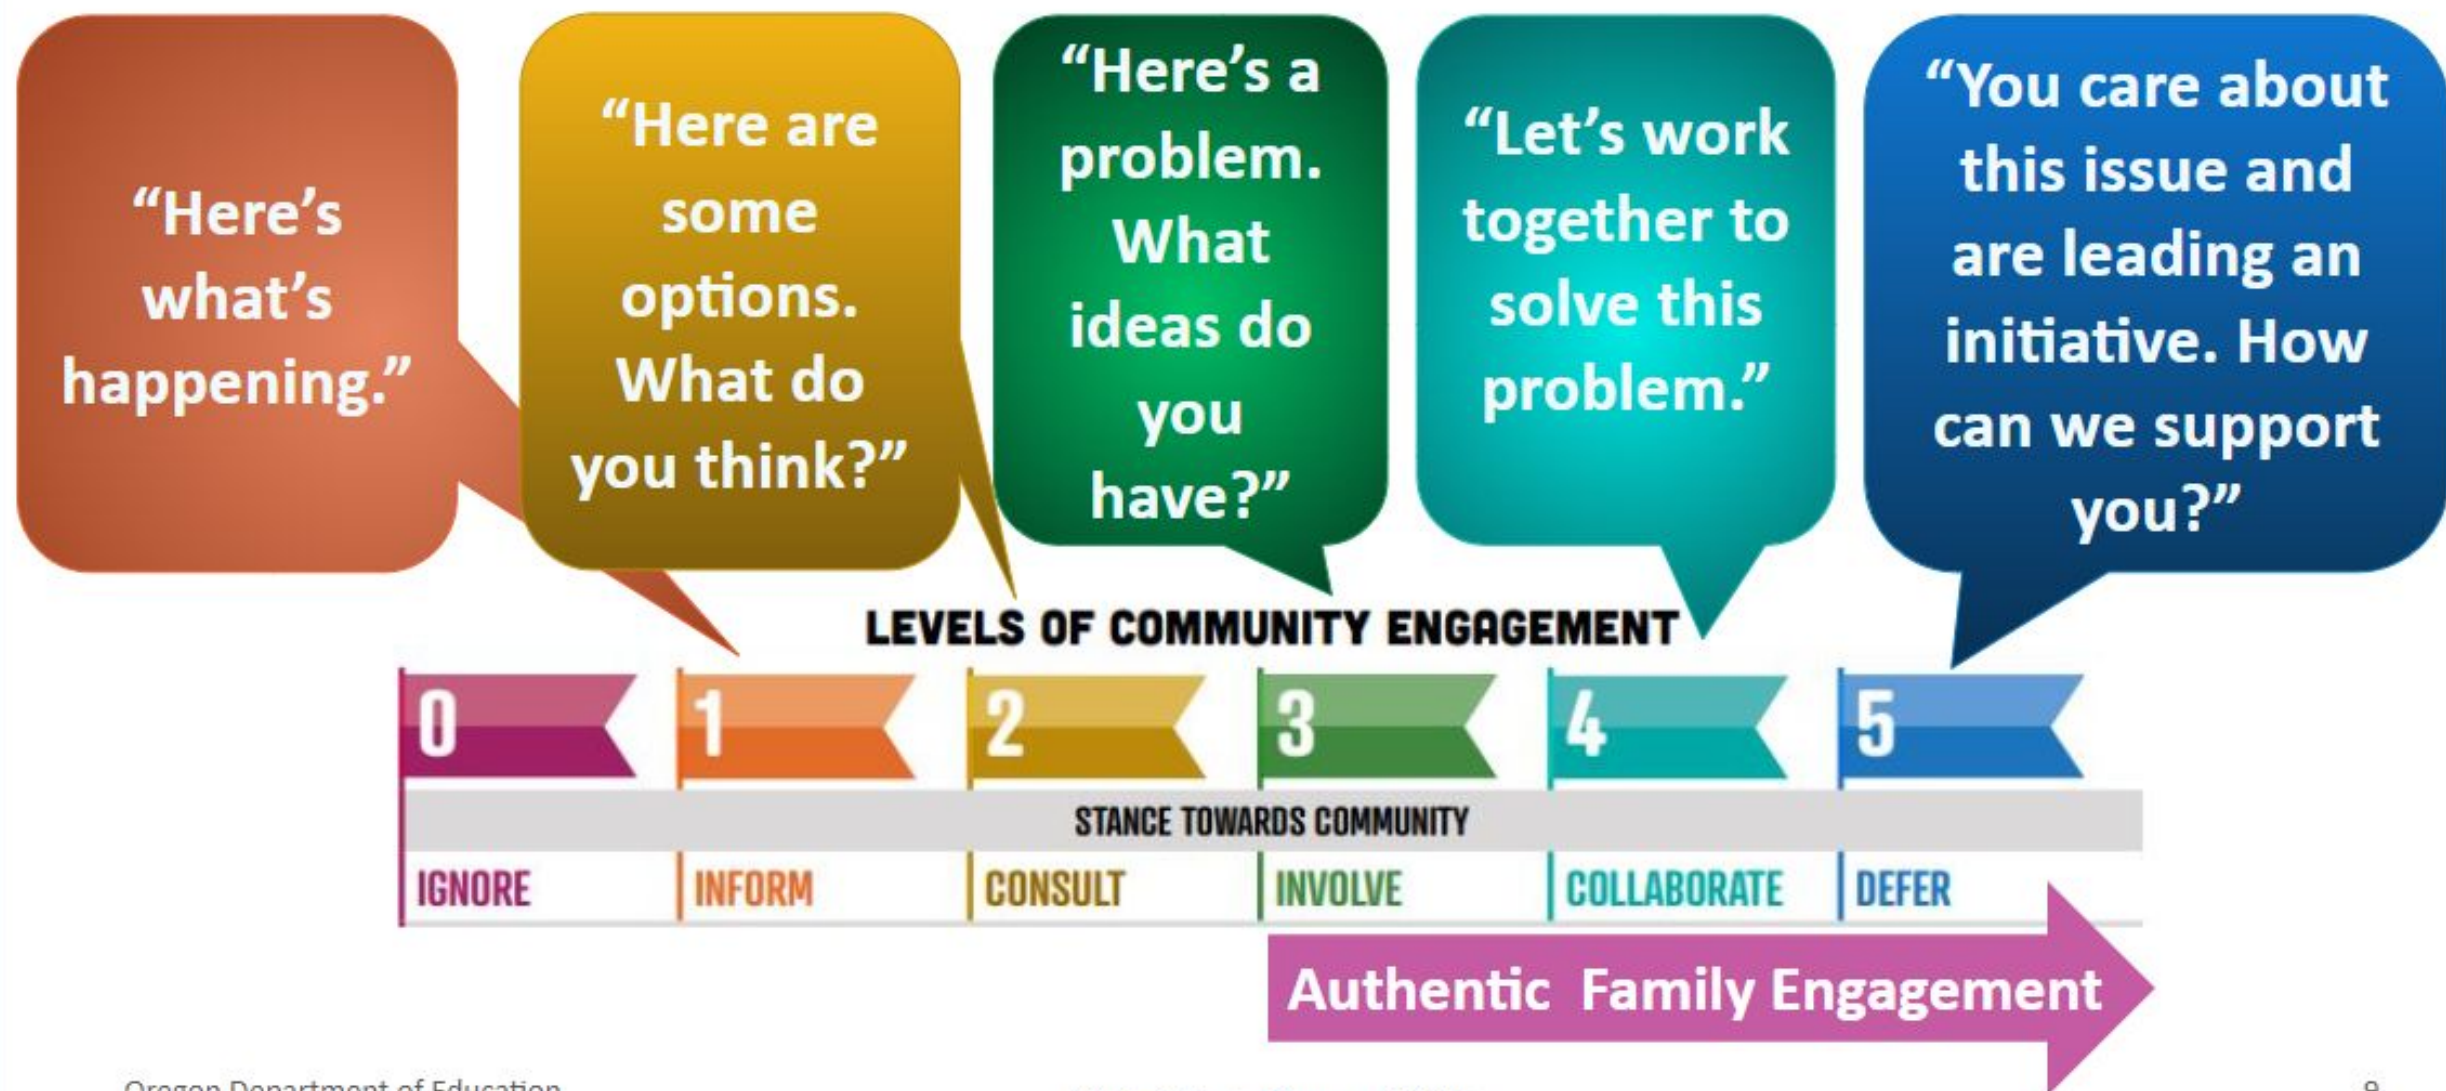 “Here’s
what’s
happening.”
“Here are
some
options.
What do
you think?”
“Here’s a
problem.
What
ideas do
you
have?”
“Let’s work
together to
solve this
problem.”
“You care about
this issue and
are leading an
initiative. How
can we support
you?”
LEVELS OF COMMUNITY ENGAGEMENT
0 1 2 3 4 5
STANCE TOWARDS COMMUNITY
IGNORE INFORM CONSULT INVOLVE COLLABORATE DEFER
Authentic Family Engagement
Oregon Department of Education
9